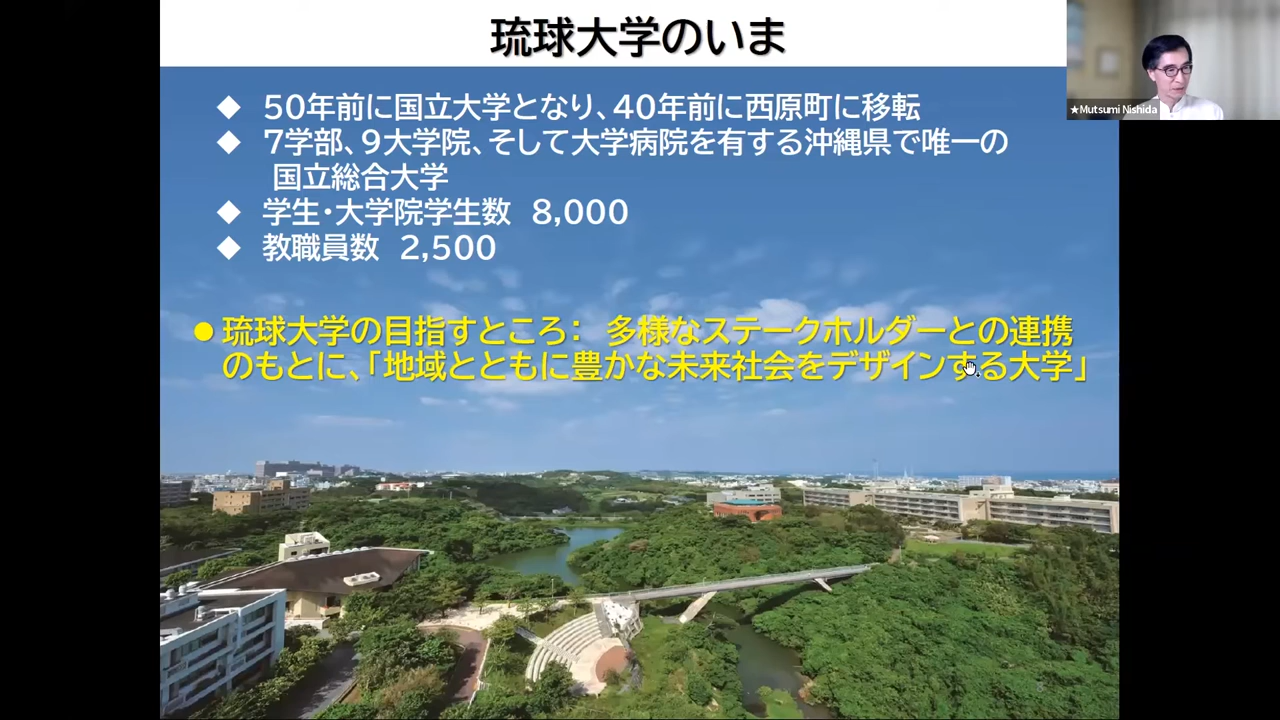 琉球大学のいま
★Mutsumi Nishida
◆ 50年前に国立大学となり、40年前に西原町に移転
◆ 7学部、9大学院、そして大学病院を有する沖縄県で唯一の
国立総合大学
◆ 学生・大学院学生数 8,000
◆ 教職員数 2,500
● 琉球大学の目指すところ： 多様なステークホルダーとの連携
のもとに、「地域とともに豊かな未来社会をデザインする大学」